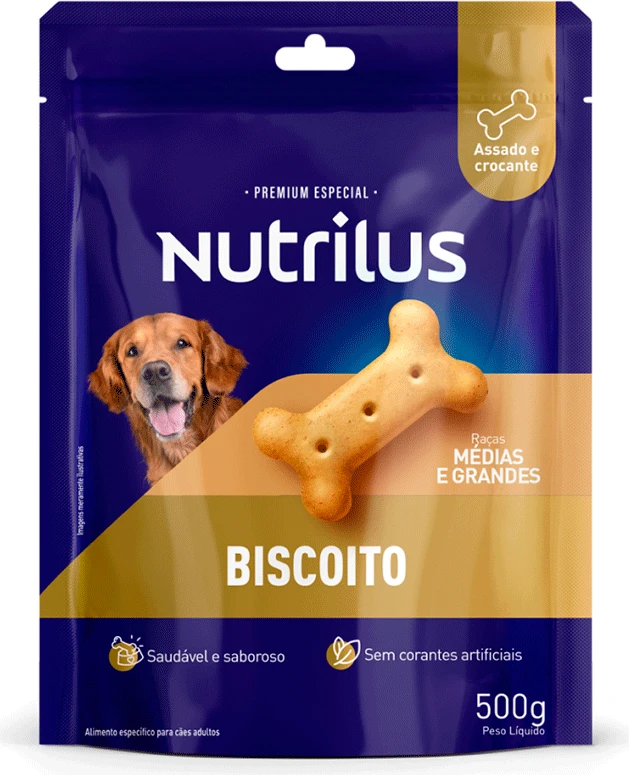 Assado e
crocante
• PREMIUM ESPECIAL •
Nutrilus
Raças
MÉDIAS
E GRANDES
Imagens meramente ilustrativas
BISCOITO
Saudável e saboroso
Sem corantes artificiais
500g
Peso Líquido
Alimento específico para cães adultos